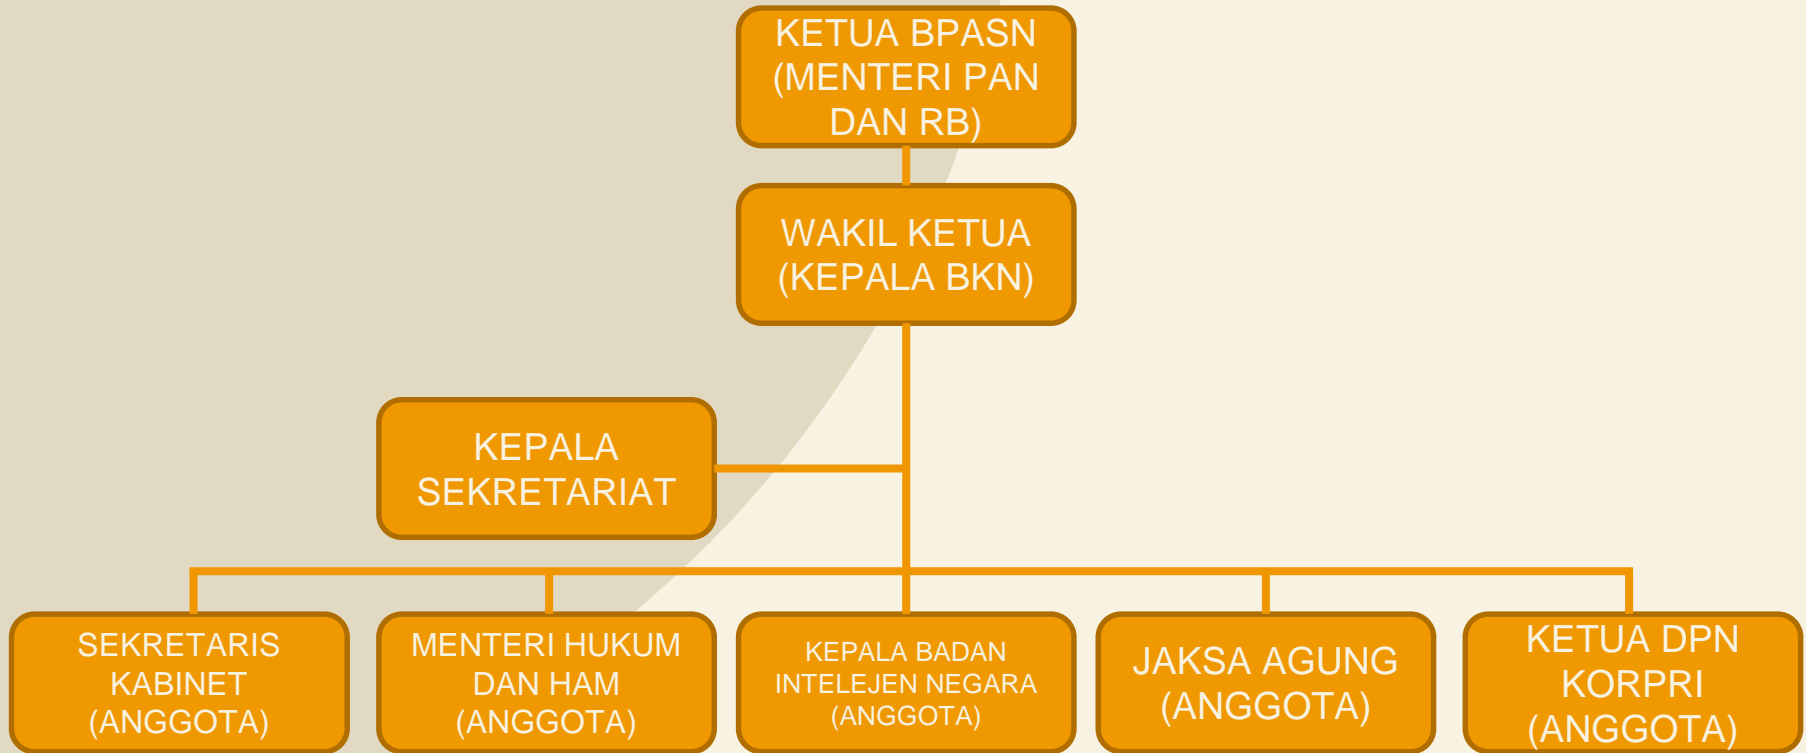 KETUA BPASN
(MENTERI PAN
DAN RB)
WAKIL KETUA
(KEPALA BKN)
KEPALA
SEKRETARIAT
SEKRETARIS
KABINET
(ANGGOTA)
MENTERI HUKUM
DAN HAM
(ANGGOTA)
KEPALA BADAN
INTELEJEN NEGARA
(ANGGOTA)
JAKSA AGUNG
(ANGGOTA)
KETUA DPN
KORPRI
(ANGGOTA)